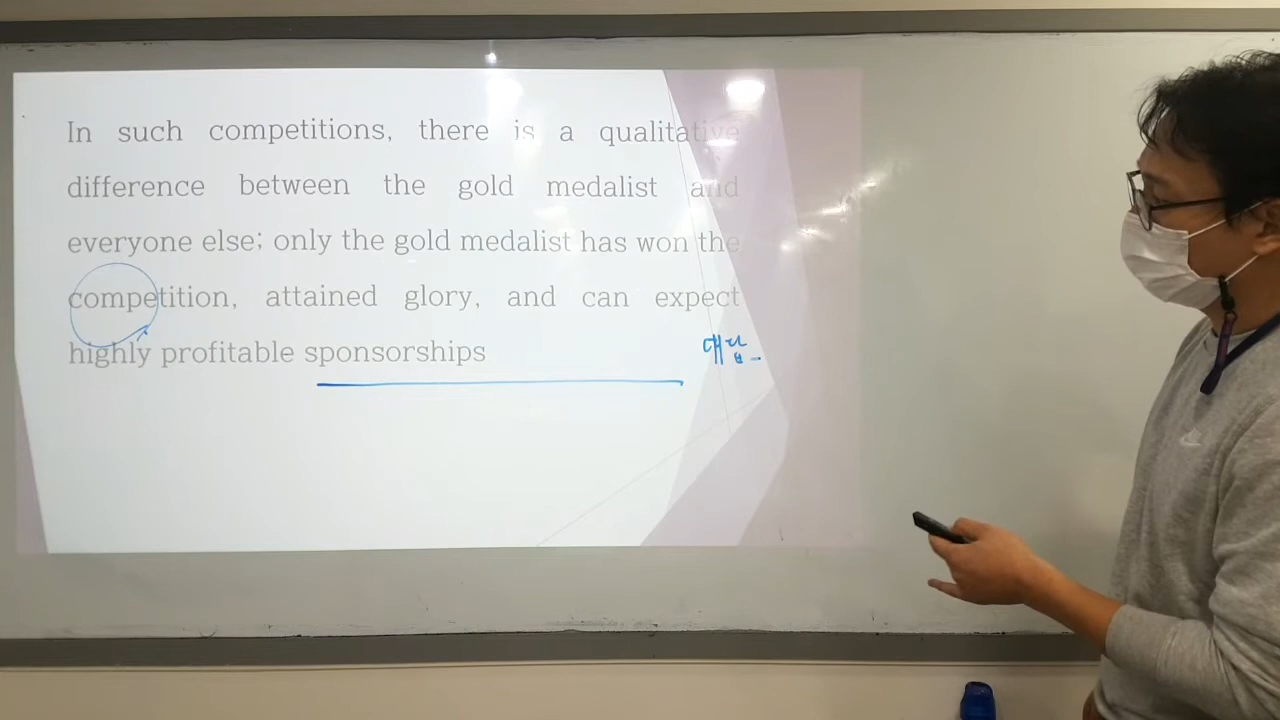 In such competitions, there is a qualitative
difference between the gold medalist and
everyone else; only the gold medalist has won the
competition, attained glory, and can expect
highly profitable sponsorships